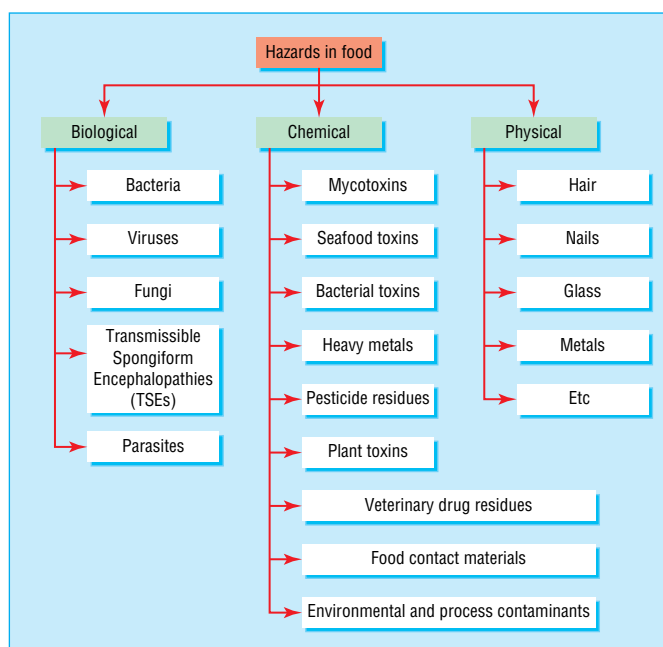 Hazards in food
Biological
Chemical
Physical
Bacteria
Viruses
Fungi
Transmissible
Spongiform
Encephalopathies
(TSEs)
Parasites
Mycotoxins
Seafood toxins
Bacterial toxins
Heavy metals
Pesticide residues
Plant toxins
Veterinary drug residues
Food contact materials
Environmental and process contaminants
Hair
Nails
Glass
Metals
Etc